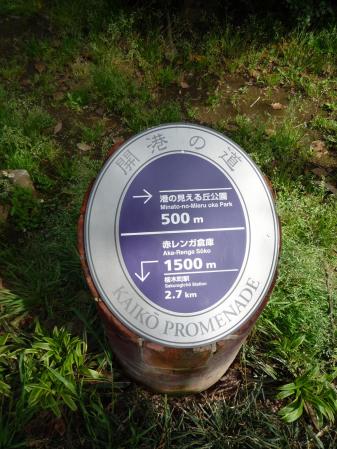 開港の道
港の見える丘公園
Minato-no-Mieru oka Park
500 m
赤レンガ倉庫
Aka-Renga Sōko
1500 m
桜木町駅
Sakuragichō Station
2.7 km
KAIKŌ PROMENADE